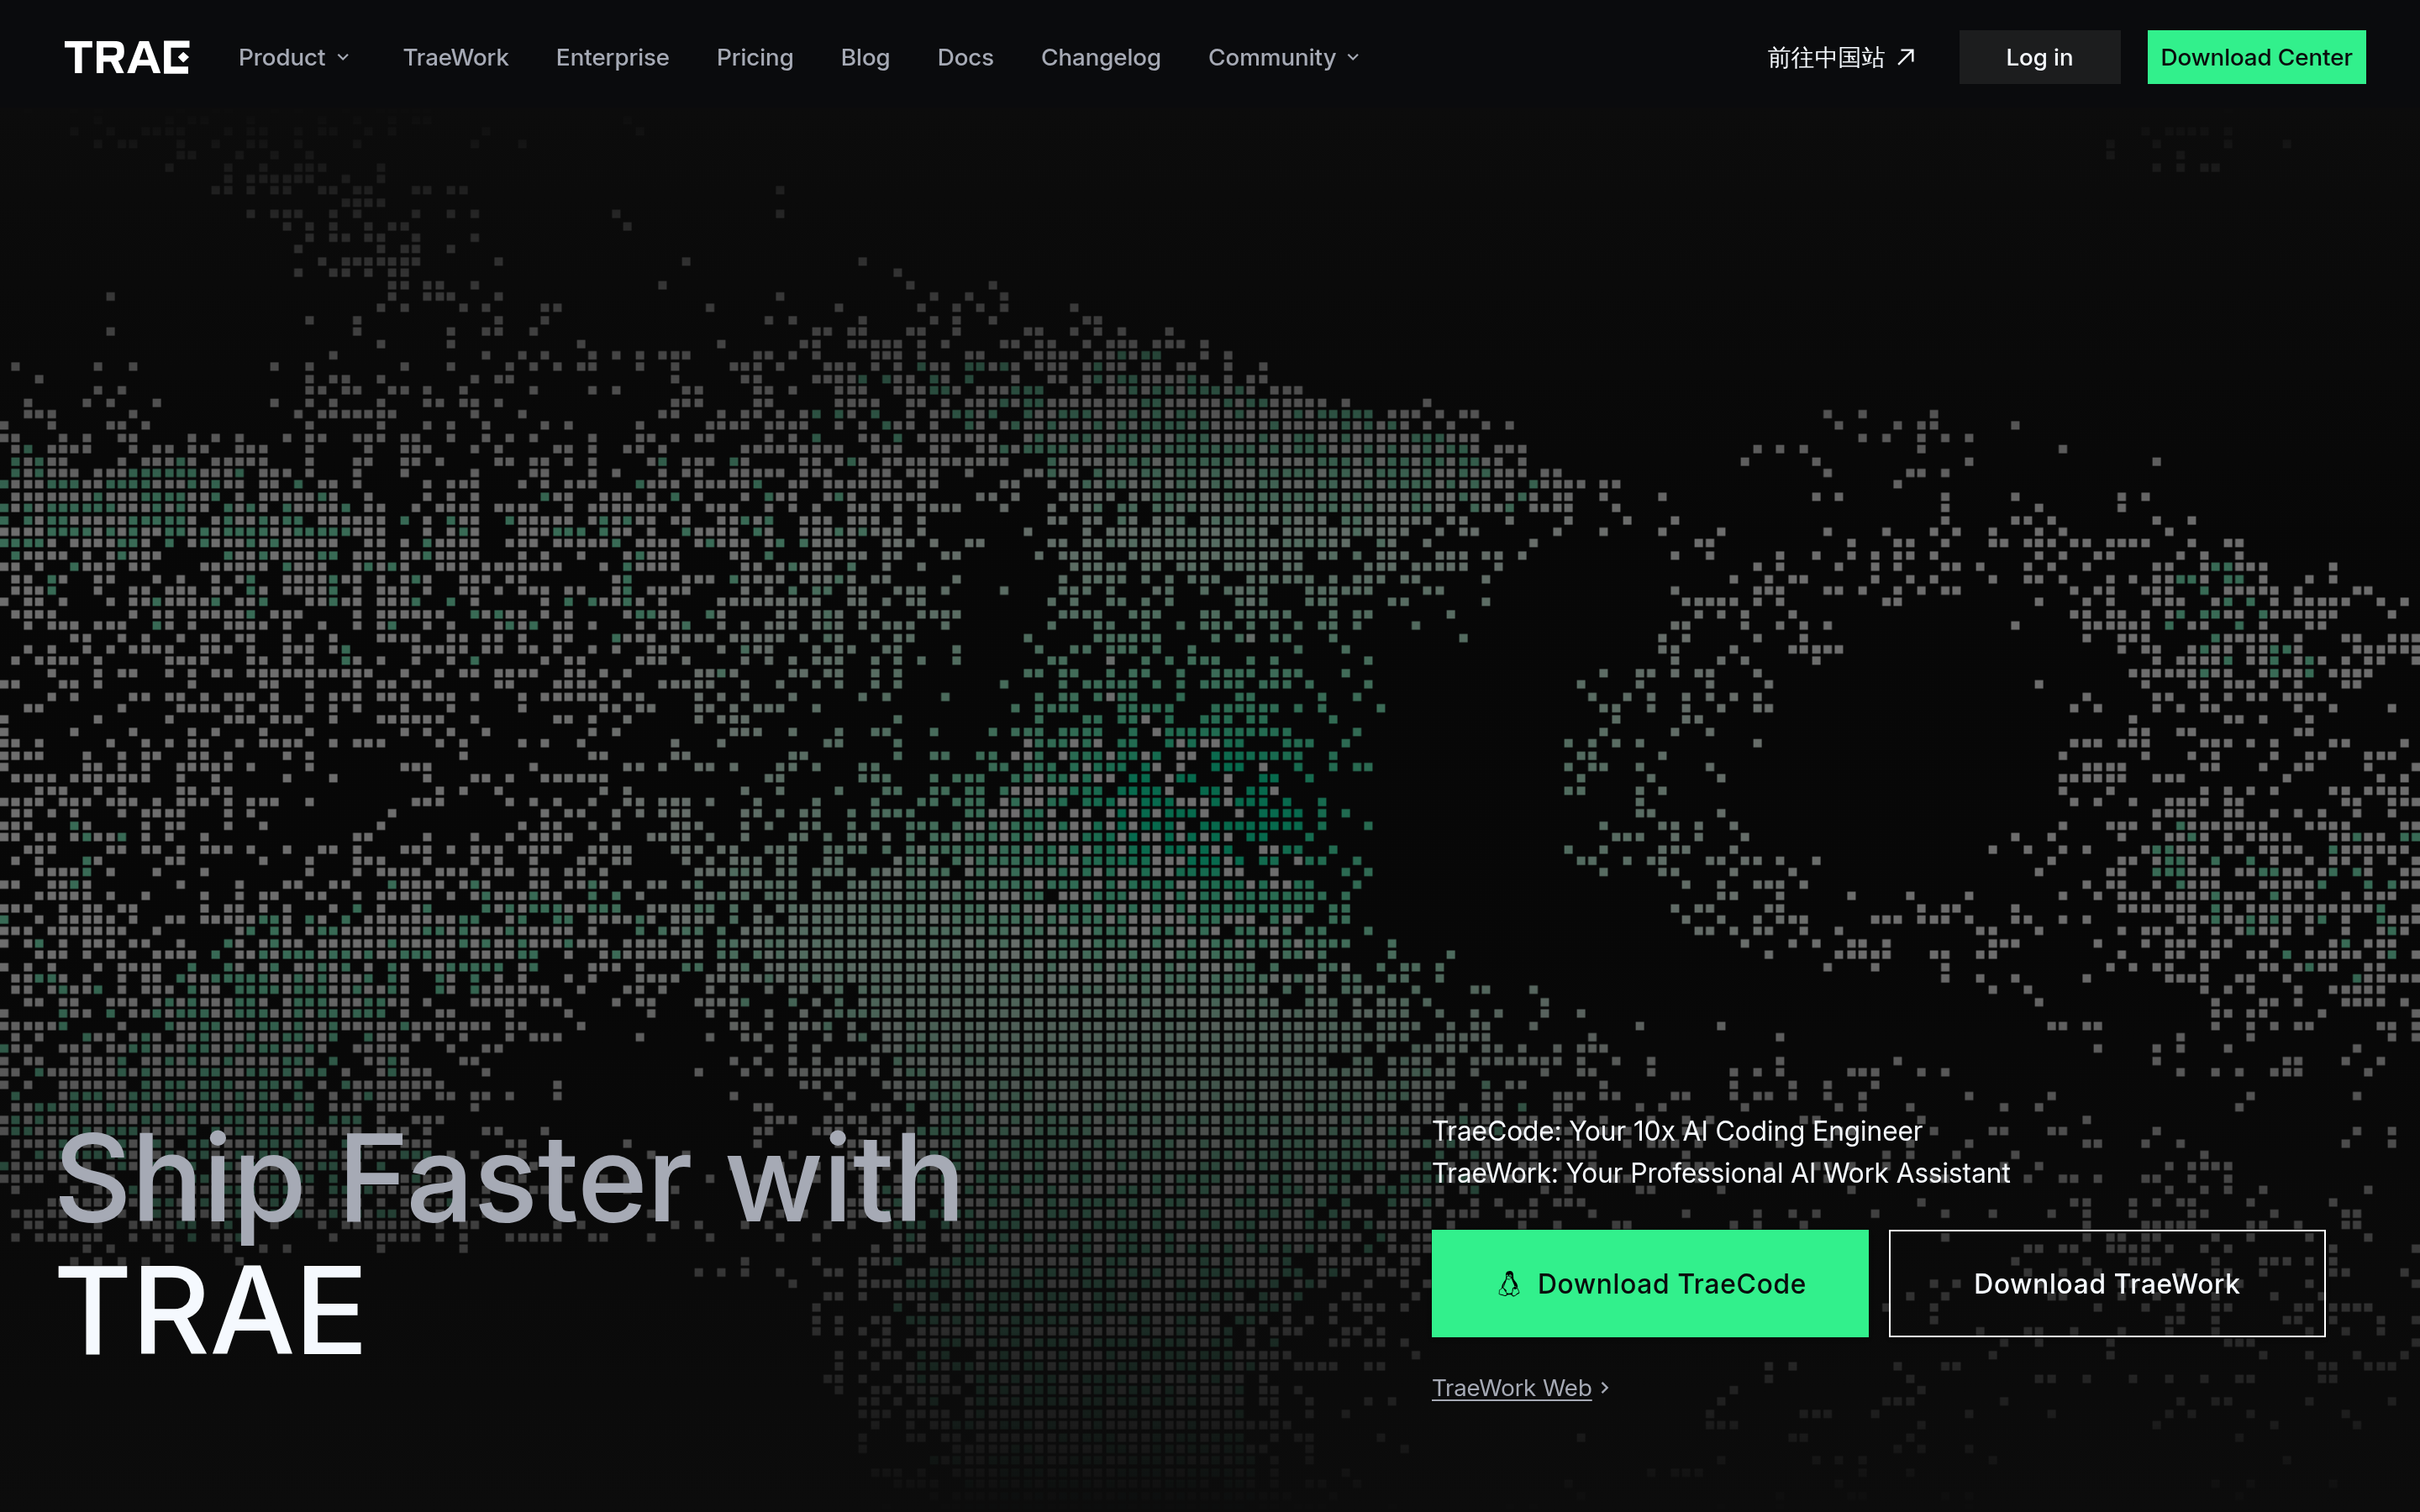 TRAE
Product
TraeWork
Enterprise
Pricing
Blog
Docs
Changelog
Community
前往中国站
Log in
Download Center
Ship Faster with
TRAE
TraeCode: Your 10x AI Coding Engineer
TraeWork: Your Professional AI Work Assistant
Download TraeCode
Download TraeWork
TraeWork Web